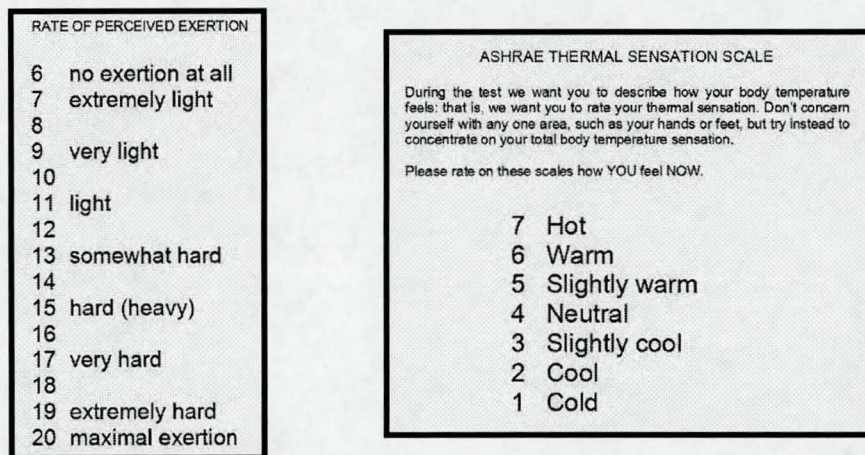 RATE OF PERCEIVED EXERTION
6 no exertion at all
7 extremely light
8
9 very light
10
11 light
12
13 somewhat hard
14
15 hard (heavy)
16
17 very hard
18
19 extremely hard
20 maximal exertion
ASHRAE THERMAL SENSATION SCALE
During the test we want you to describe how your body temperature
feels: that is, we want you to rate your thermal sensation. Don't concern
yourself with any one area, such as your hands or feet, but try instead to
concentrate on your total body temperature sensation.
Please rate on these scales how YOU feel NOW.
7 Hot
6 Warm
5 Slightly warm
4 Neutral
3 Slightly cool
2 Cool
1 Cold